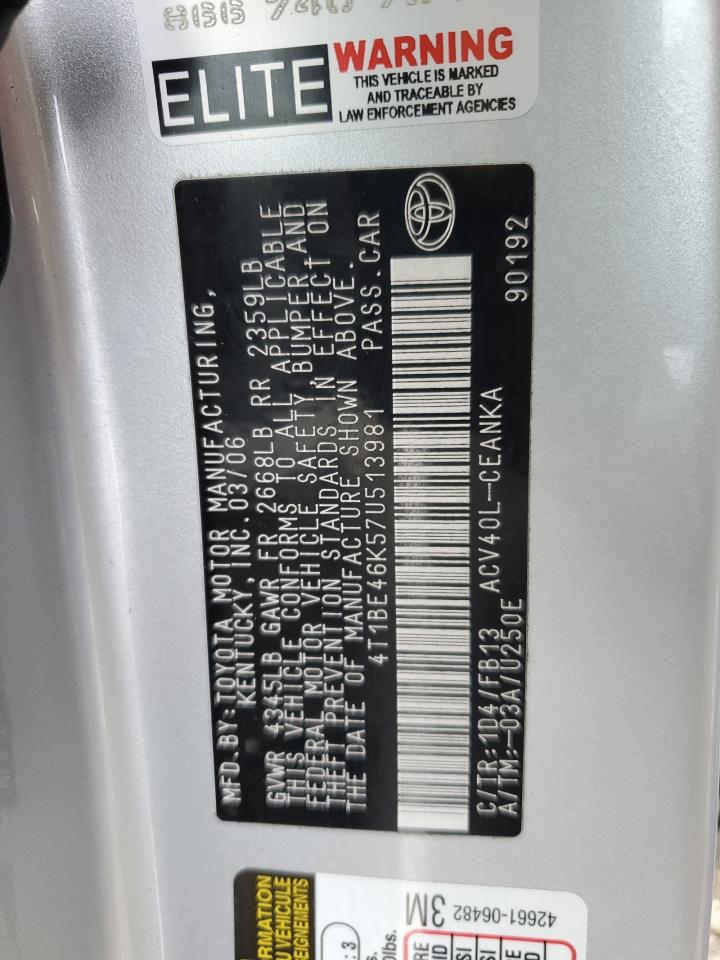 ELITE
WARNING
THIS VEHICLE IS MARKED
AND TRACEABLE BY
LAW ENFORCEMENT AGENCIES
MFD.BY:TOYOTA MOTOR MANUFACTURING,
KENTUCKY, INC.03/06
GVWR 4345LB GAWR FR 2668LB RR 2359LB
THIS VEHICLE CONFORMS TO ALL APPLICABLE
FEDERAL MOTOR VEHICLE SAFETY, BUMPER, AND
THEFT PREVENTION STANDARDS IN EFFECT ON
THE DATE OF MANUFACTURE SHOWN ABOVE.
4T1BE46K57U513981 PASS.CAR
C/TR:1D4/FB13 ACV40L-CEANKA
A/TM:-03A/U250E 90192
42661-06482
3M